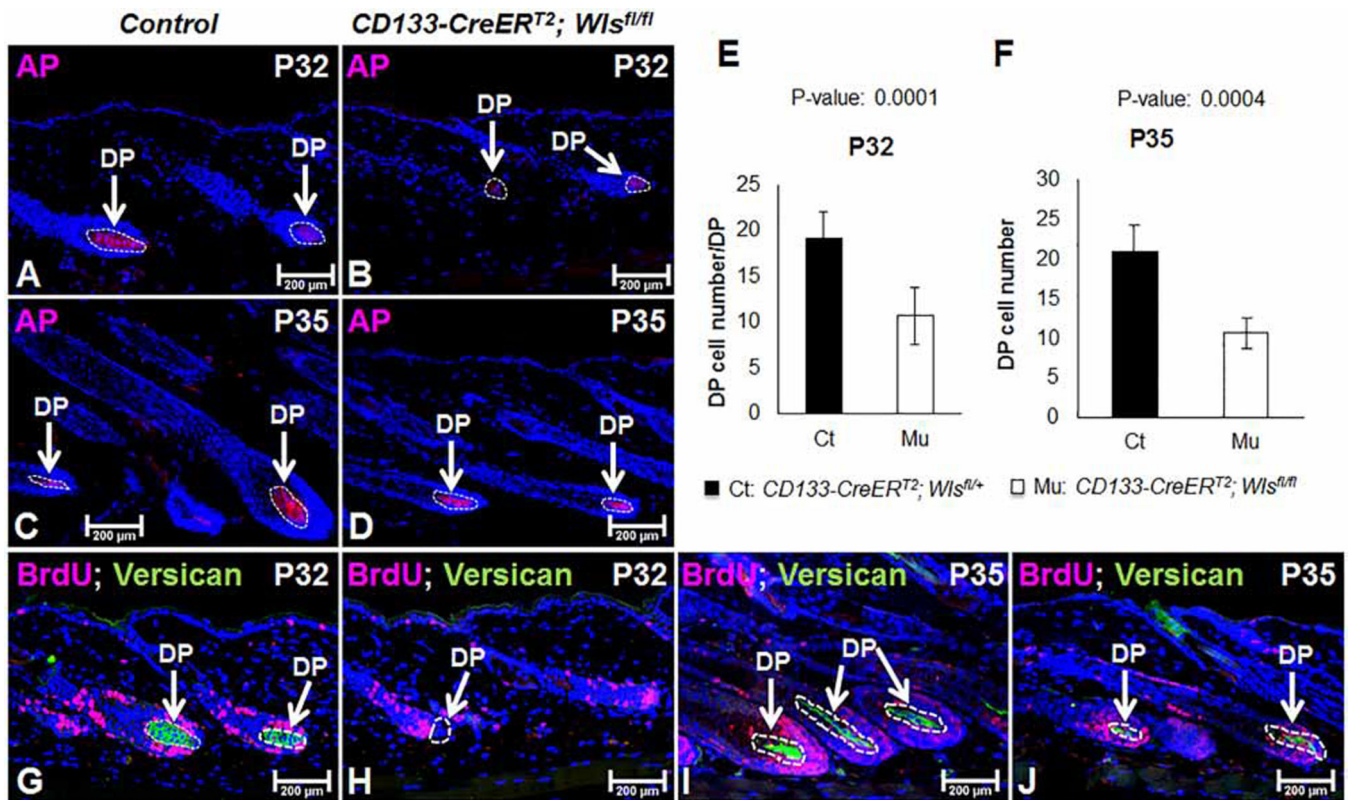 Control
CD133-CreERT2; Wlsfl/fl
AP P32
DP
DP
A
200 µm
AP P32
DP
DP
B
200 µm
E
P-value: 0.0001
P32
DP cell number/DP
25
20
15
10
5
0
Ct Mu
F
P-value: 0.0004
P35
DP cell number
30
25
20
15
10
5
0
Ct Mu
Ct: CD133-CreERT2; Wlsfl/+
Mu: CD133-CreERT2; Wlsfl/fl
AP P35
DP
DP
C
200 µm
AP P35
DP
DP
D
200 µm
BrdU; Versican P32
DP
DP
G
200 µm
BrdU; Versican P32
DP
H
200 µm
BrdU; Versican P35
DP
DP
I
200 µm
BrdU; Versican P35
DP
DP
J
200 µm